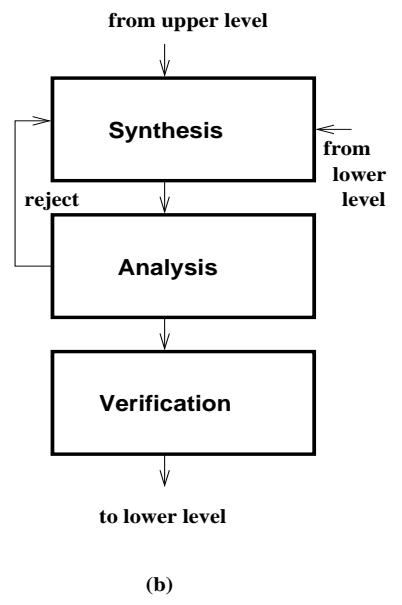 from upper level
Synthesis
from
lower
level
reject
Analysis
Verification
to lower level
(b)